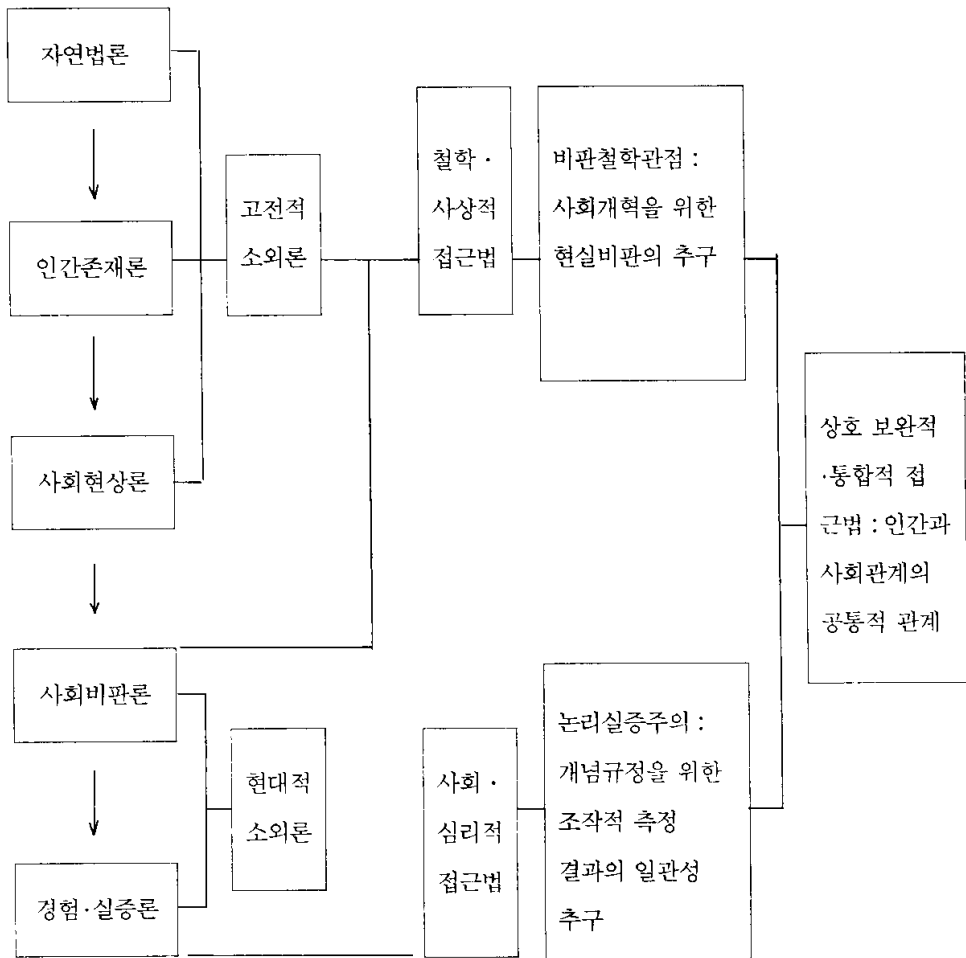 자연법론
인간존재론
사회현상론
사회비판론
경험·실증론
고전적
소외론
현대적
소외론
철학·
사상적
접근법
사회·
심리적
접근법
비판철학관점 :
사회개혁을 위한
현실비판의 추구
논리실증주의 :
개념규정을 위한
조작적 측정
결과의 일관성
추구
상호 보완적
·통합적 접
근법 : 인간과
사회관계의
공통적 관계